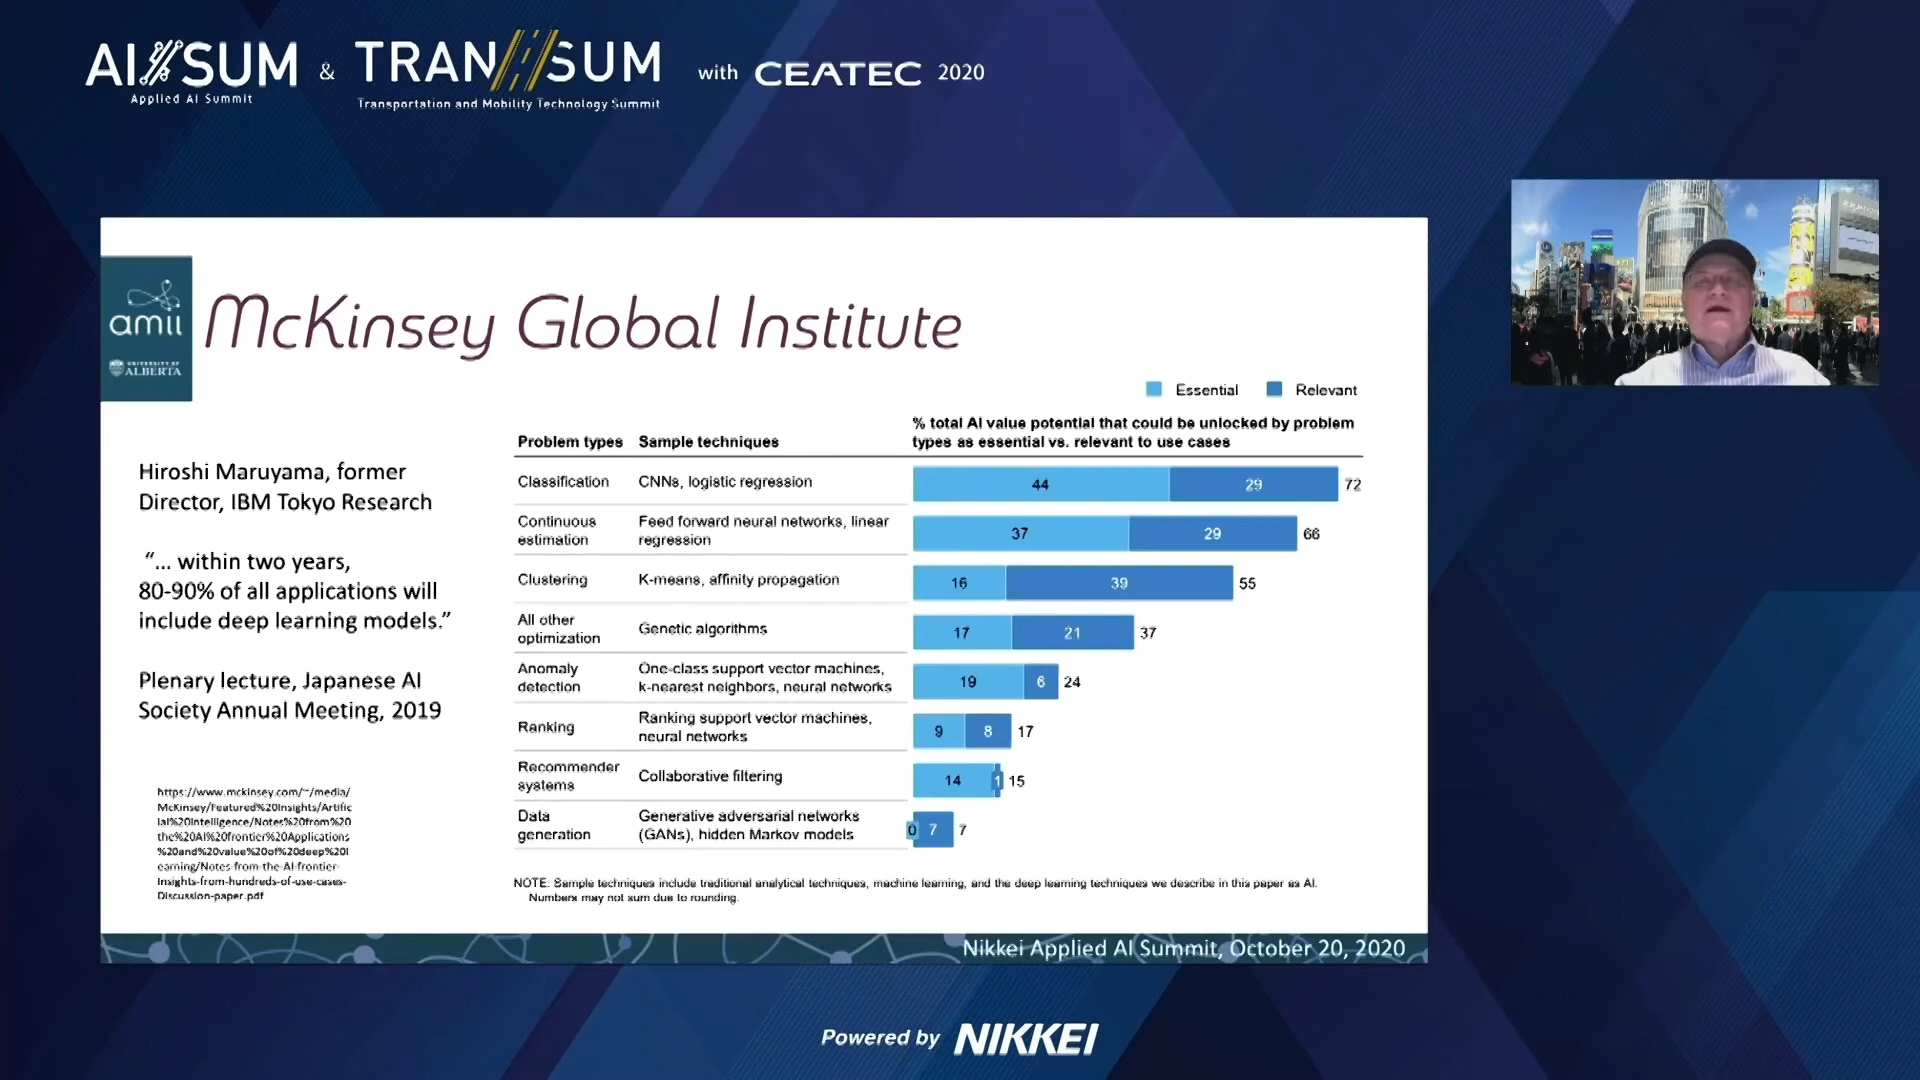 AI SUM & TRAN SUM with CEATEC 2020
Applied AI Summit
Transportation and Mobility Technology Summit
amii
UNIVERSITY OF
ALBERTA
McKinsey Global Institute
Hiroshi Maruyama, former
Director, IBM Tokyo Research
“... within two years,
80-90% of all applications will
include deep learning models.”
Plenary lecture, Japanese AI
Society Annual Meeting, 2019
https://www.mckinsey.com/~/media/
McKinsey/Featured%20Insights/Artific
ial%20Intelligence/Notes%20from%20
the%20AI%20frontier%20Applications
%20and%20value%20of%20deep%20l
earning/Notes-from-the-AI-frontier-
Insights-from-hundreds-of-use-cases-
Discussion-paper.pdf
Essential Relevant
% total AI value potential that could be unlocked by problem
types as essential vs. relevant to use cases
Problem types Sample techniques
Classification CNNs, logistic regression 44 29 72
Continuous
estimation
Feed forward neural networks, linear
regression
37 29 66
Clustering K-means, affinity propagation 16 39 55
All other
optimization
Genetic algorithms 17 21 37
Anomaly
detection
One-class support vector machines,
k-nearest neighbors, neural networks
19 6 24
Ranking
Ranking support vector machines,
neural networks
9 8 17
Recommender
systems
Collaborative filtering 14 1 15
Data
generation
Generative adversarial networks
(GANs), hidden Markov models
0 7 7
NOTE: Sample techniques include traditional analytical techniques, machine learning, and the deep learning techniques we describe in this paper as AI.
Numbers may not sum due to rounding.
Nikkei Applied AI Summit, October 20, 2020
Powered by NIKKEI